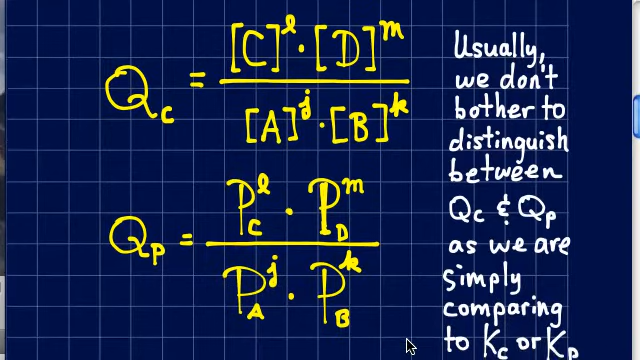 Qc = [C]^l · [D]^m / [A]^j · [B]^k
Qp = P_C^l · P_D^m / P_A^j · P_B^k
Usually,
we don't
bother to
distinguish
between
Qc & Qp
as we are
simply
comparing
to Kc or Kp